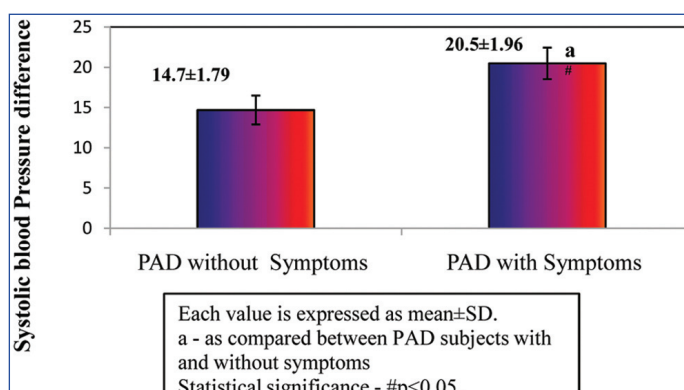 Systolic blood Pressure difference
25
20
15
10
5
0
14.7±1.79
20.5±1.96
a
#
PAD without Symptoms
PAD with Symptoms
Each value is expressed as mean±SD.
a - as compared between PAD subjects with
and without symptoms
Statistical significance - #p<0.05